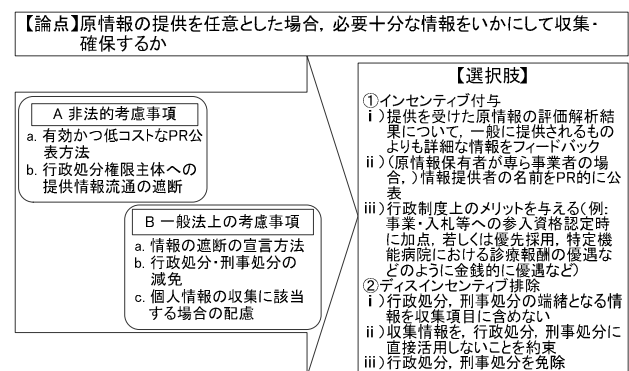 【論点】原情報の提供を任意とした場合，必要十分な情報をいかにして収集・
確保するか
A 非法的考慮事項
a. 有効かつ低コストなPR公
表方法
b. 行政処分権限主体への
提供情報流通の遮断
B 一般法上の考慮事項
a. 情報の遮断の宣言方法
b. 行政処分・刑事処分の
減免
c. 個人情報の収集に該当
する場合の配慮
【選択肢】
①インセンティブ付与
ⅰ）提供を受けた原情報の評価解析結
果について，一般に提供されるもの
よりも詳細な情報をフィードバック
ⅱ）（原情報保有者が専ら事業者の場
合，）情報提供者の名前をPR的に公
表
ⅲ）行政制度上のメリットを与える（例：
事業・入札等への参入資格認定時
に加点，若しくは優先採用，特定機
能病院における診療報酬の優遇な
どのように金銭的に優遇など）
②ディスインセンティブ排除
ⅰ）行政処分，刑事処分の端緒となる情
報を収集項目に含めない
ⅱ）収集情報を，行政処分，刑事処分に
直接活用しないことを約束
ⅲ）行政処分，刑事処分を免除